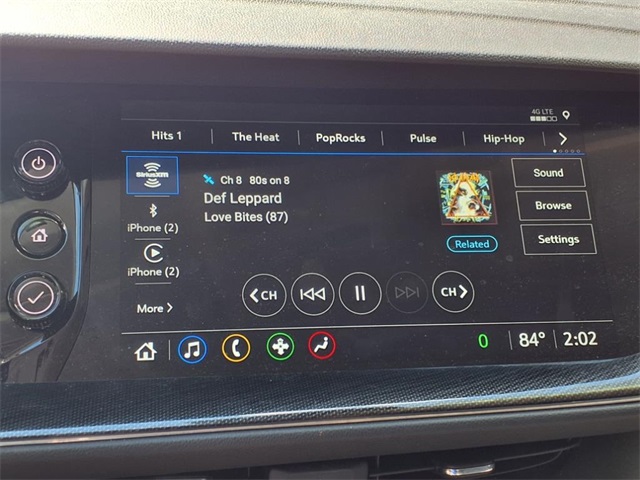 4G LTE
Hits 1 The Heat PopRocks Pulse Hip-Hop
SiriusXM
Ch 8 80s on 8
Def Leppard
Love Bites (87)
Sound
Browse
Settings
Related
iPhone (2)
iPhone (2)
More
CH
CH
0 84° 2:02